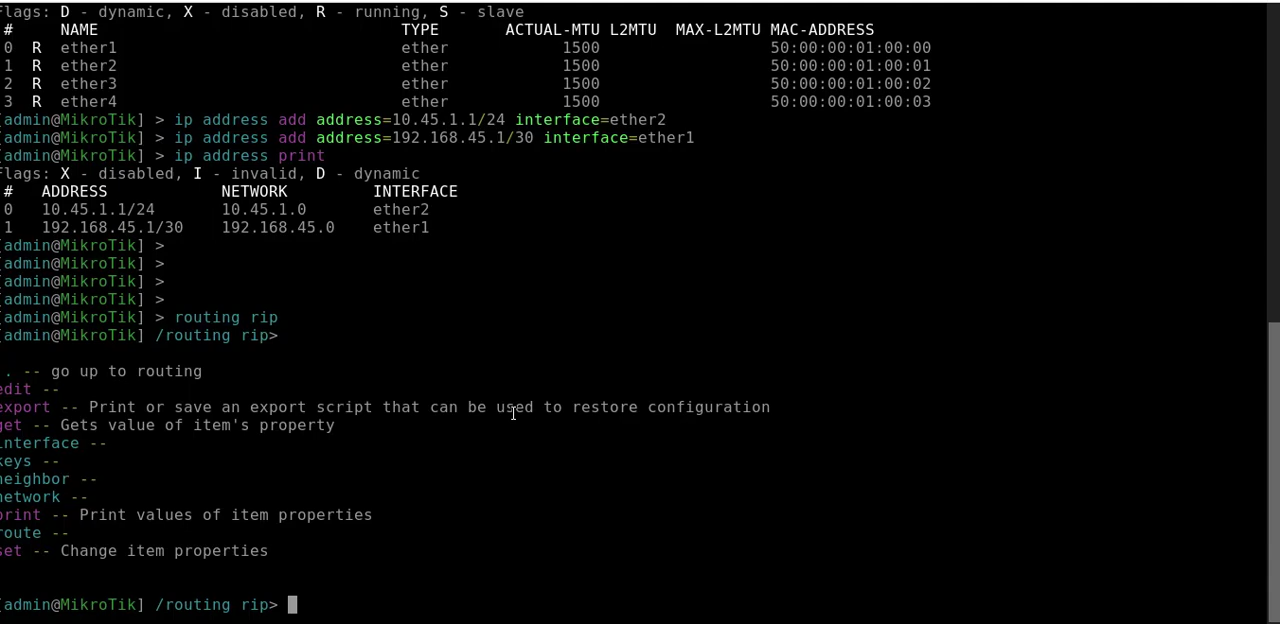 Flags: D - dynamic, X - disabled, R - running, S - slave
# NAME TYPE ACTUAL-MTU L2MTU MAX-L2MTU MAC-ADDRESS
0 R ether1 ether 1500 50:00:00:01:00:00
1 R ether2 ether 1500 50:00:00:01:00:01
2 R ether3 ether 1500 50:00:00:01:00:02
3 R ether4 ether 1500 50:00:00:01:00:03
[admin@MikroTik] > ip address add address=10.45.1.1/24 interface=ether2
[admin@MikroTik] > ip address add address=192.168.45.1/30 interface=ether1
[admin@MikroTik] > ip address print
Flags: X - disabled, I - invalid, D - dynamic
# ADDRESS NETWORK INTERFACE
0 10.45.1.1/24 10.45.1.0 ether2
1 192.168.45.1/30 192.168.45.0 ether1
[admin@MikroTik] >
[admin@MikroTik] >
[admin@MikroTik] >
[admin@MikroTik] >
[admin@MikroTik] > routing rip
[admin@MikroTik] /routing rip>
.. -- go up to routing
edit --
export -- Print or save an export script that can be used to restore configuration
get -- Gets value of item's property
interface --
keys --
neighbor --
network --
print -- Print values of item properties
route --
set -- Change item properties
[admin@MikroTik] /routing rip>